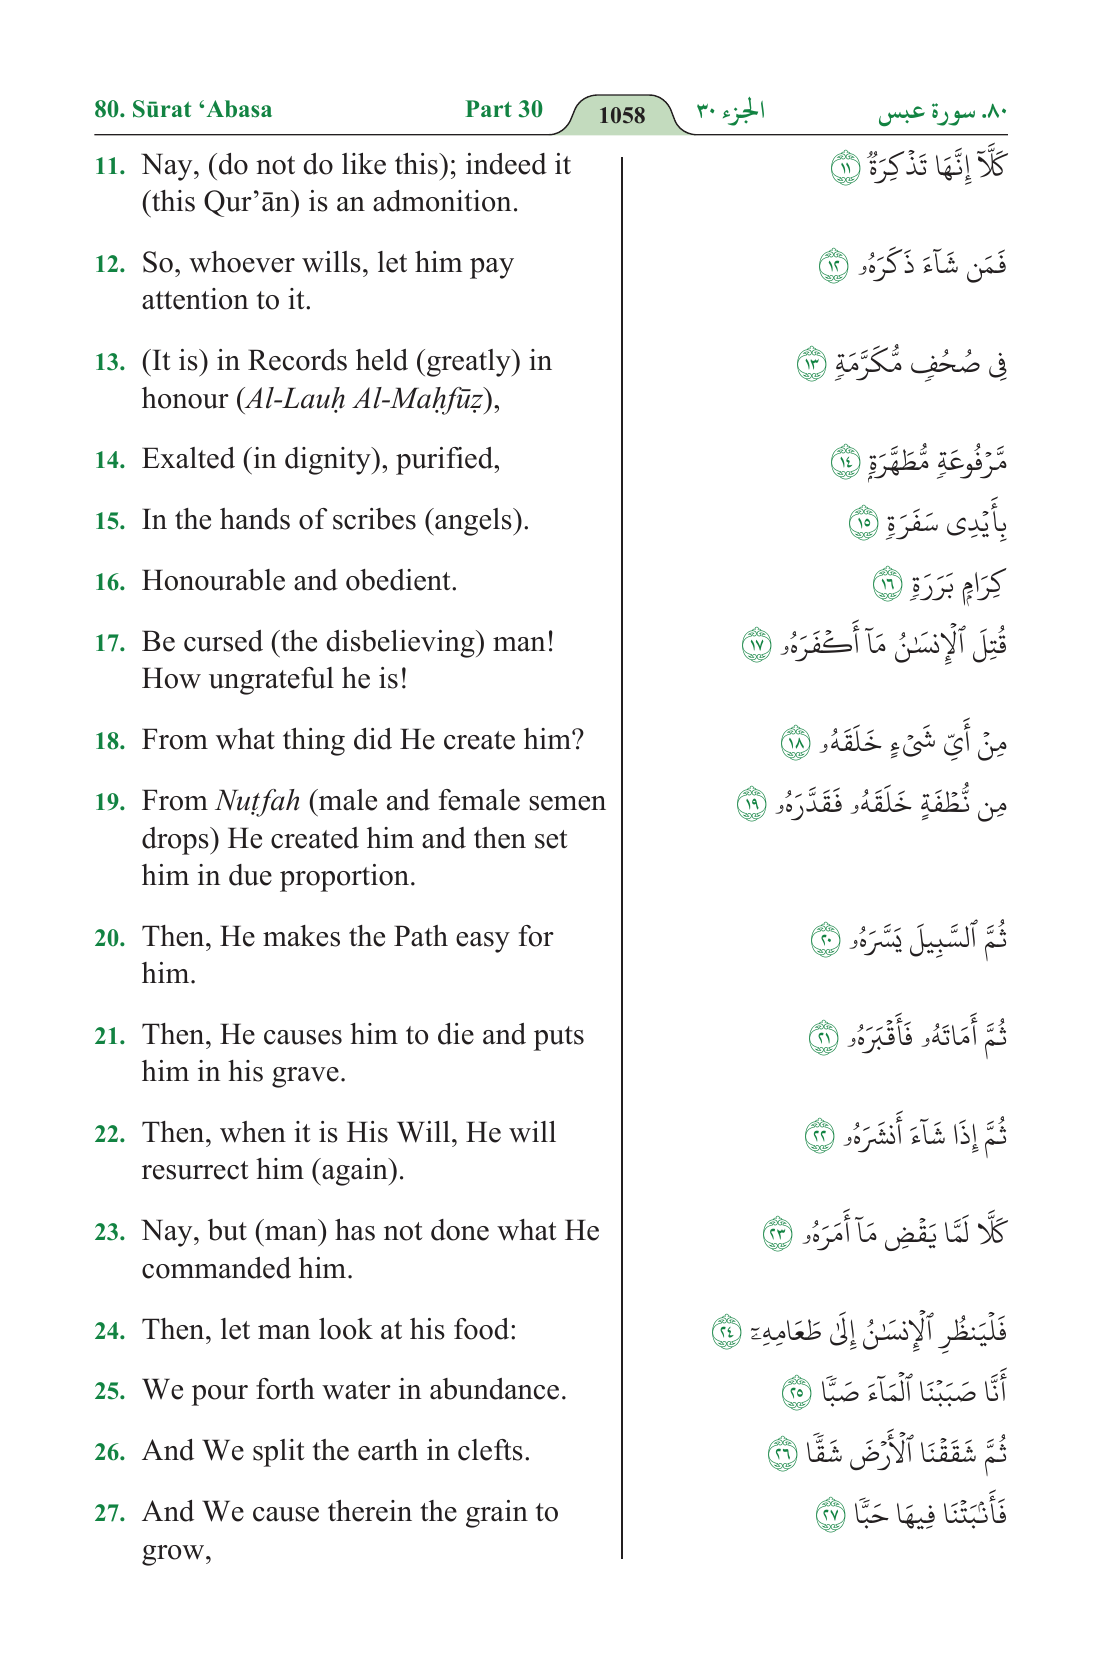 80. Sūrat ‘Abasa Part 30 1058 الجزء ٣٠ ٨٠. سورة عبس
11. Nay, (do not do like this); indeed it
(this Qur’ān) is an admonition.
كَلَّآ إِنَّهَا تَذْكِرَةٌ ١١
12. So, whoever wills, let him pay
attention to it.
فَمَن شَآءَ ذَكَرَهُۥ ١٢
13. (It is) in Records held (greatly) in
honour (Al-Lauḥ Al-Maḥfūẓ),
فِى صُحُفٍ مُّكَرَّمَةٍ ١٣
14. Exalted (in dignity), purified,
مَّرْفُوعَةٍ مُّطَهَّرَةٍۭ ١٤
15. In the hands of scribes (angels).
بِأَيْدِى سَفَرَةٍ ١٥
16. Honourable and obedient.
كِرَامٍۭ بَرَرَةٍ ١٦
17. Be cursed (the disbelieving) man!
How ungrateful he is!
قُتِلَ ٱلْإِنسَـٰنُ مَآ أَكْفَرَهُۥ ١٧
18. From what thing did He create him?
مِنْ أَىِّ شَىْءٍ خَلَقَهُۥ ١٨
19. From Nuṭfah (male and female semen
drops) He created him and then set
him in due proportion.
مِن نُّطْفَةٍ خَلَقَهُۥ فَقَدَّرَهُۥ ١٩
20. Then, He makes the Path easy for
him.
ثُمَّ ٱلسَّبِيلَ يَسَّرَهُۥ ٢٠
21. Then, He causes him to die and puts
him in his grave.
ثُمَّ أَمَاتَهُۥ فَأَقْبَرَهُۥ ٢١
22. Then, when it is His Will, He will
resurrect him (again).
ثُمَّ إِذَا شَآءَ أَنشَرَهُۥ ٢٢
23. Nay, but (man) has not done what He
commanded him.
كَلَّا لَمَّا يَقْضِ مَآ أَمَرَهُۥ ٢٣
24. Then, let man look at his food:
فَلْيَنظُرِ ٱلْإِنسَـٰنُ إِلَىٰ طَعَامِهِۦٓ ٢٤
25. We pour forth water in abundance.
أَنَّا صَبَبْنَا ٱلْمَآءَ صَبًّا ٢٥
26. And We split the earth in clefts.
ثُمَّ شَقَقْنَا ٱلْأَرْضَ شَقًّا ٢٦
27. And We cause therein the grain to
grow,
فَأَنۢبَتْنَا فِيهَا حَبًّا ٢٧